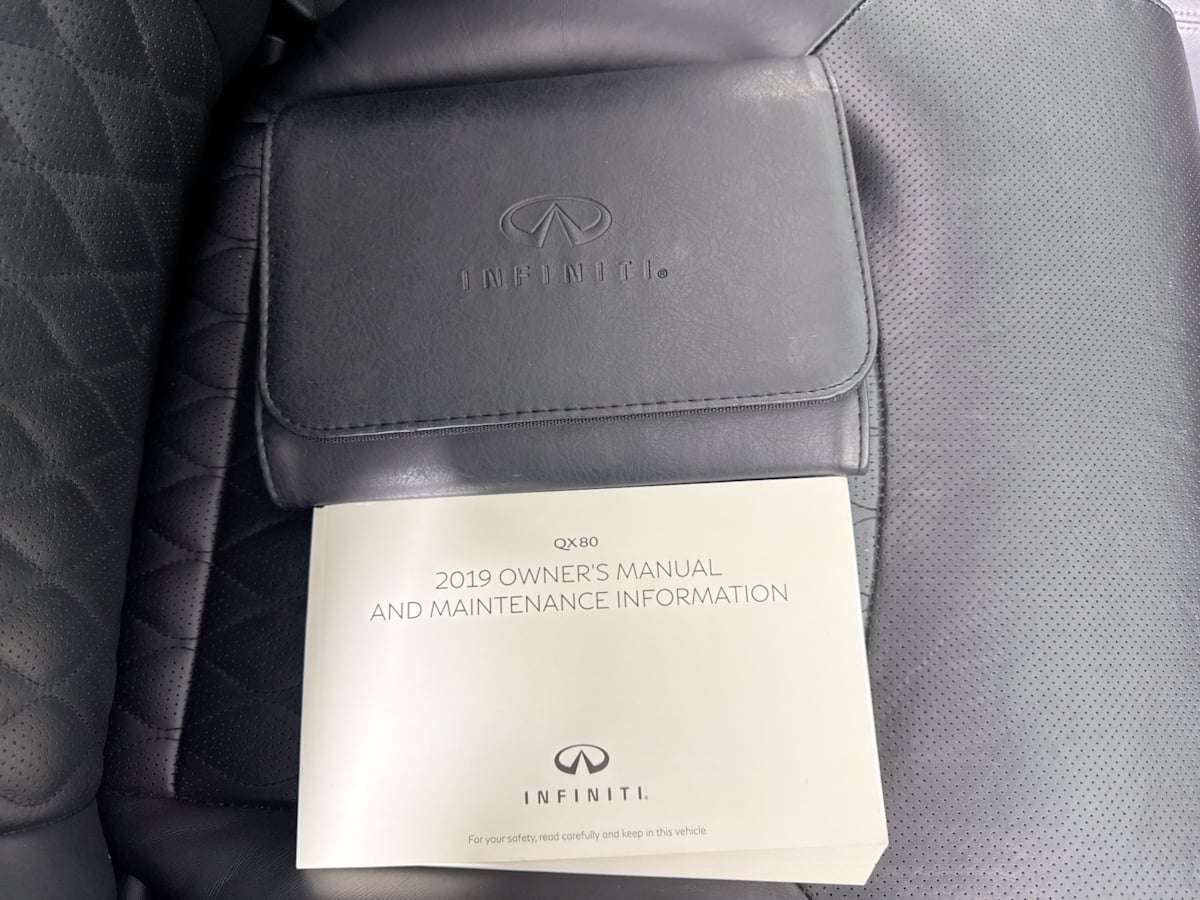 INFINITI®
QX80
2019 OWNER'S MANUAL
AND MAINTENANCE INFORMATION
INFINITI®
For your safety, read carefully and keep in this vehicle.